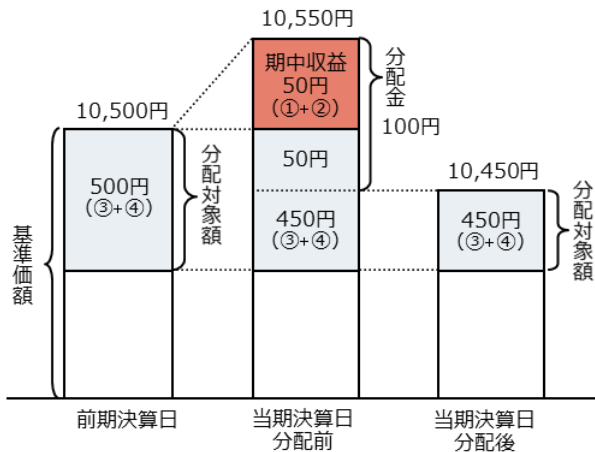 10,550円
期中収益
50円
(①+②)
分配金
100円
10,500円
500円
(③+④)
分配対象額
50円
450円
(③+④)
10,450円
450円
(③+④)
分配対象額
基準価額
前期決算日
当期決算日
分配前
当期決算日
分配後